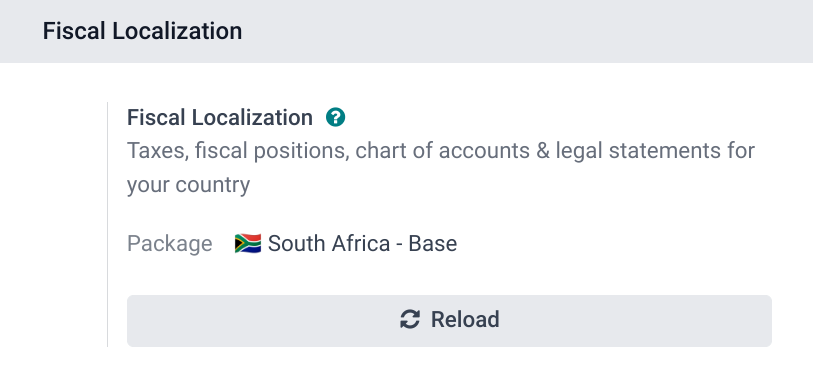 Fiscal Localization
Fiscal Localization ?
Taxes, fiscal positions, chart of accounts & legal statements for
your country
Package 🇿🇦 South Africa - Base
Reload